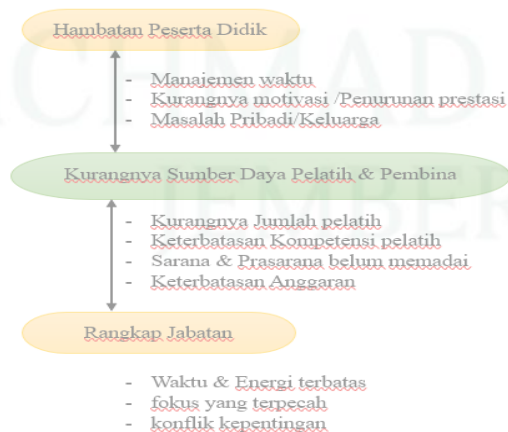 Hambatan Peserta Didik
- Manajemen waktu
- Kurangnya motivasi /Penurunan prestasi
- Masalah Pribadi/Keluarga
Kurangnya Sumber Daya Pelatih & Pembina
- Kurangnya Jumlah pelatih
- Keterbatasan Kompetensi pelatih
- Sarana & Prasarana belum memadai
- Keterbatasan Anggaran
Rangkap Jabatan
- Waktu & Energi terbatas
- fokus yang terpecah
- konflik kepentingan
ACHMAD
JEMBER